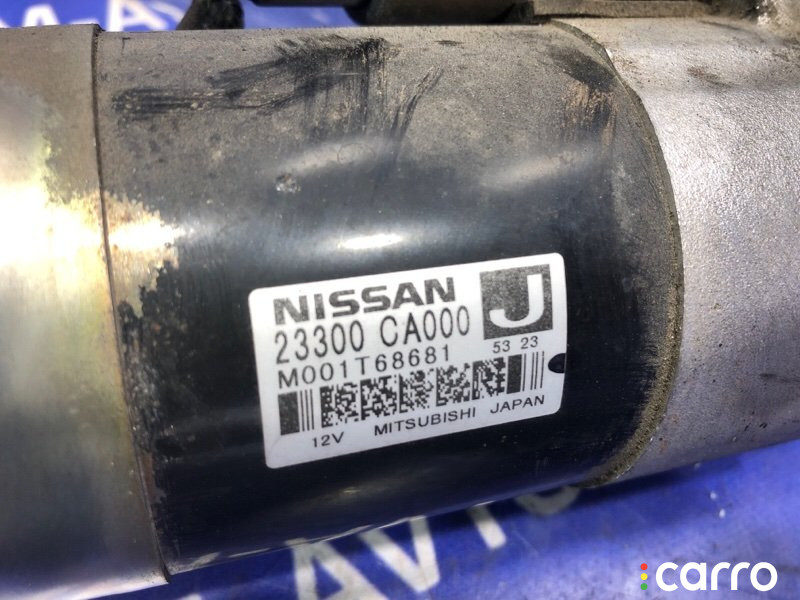 NISSAN
J
23300 CA000
M001T68681
53 23
12V MITSUBISHI JAPAN
carro